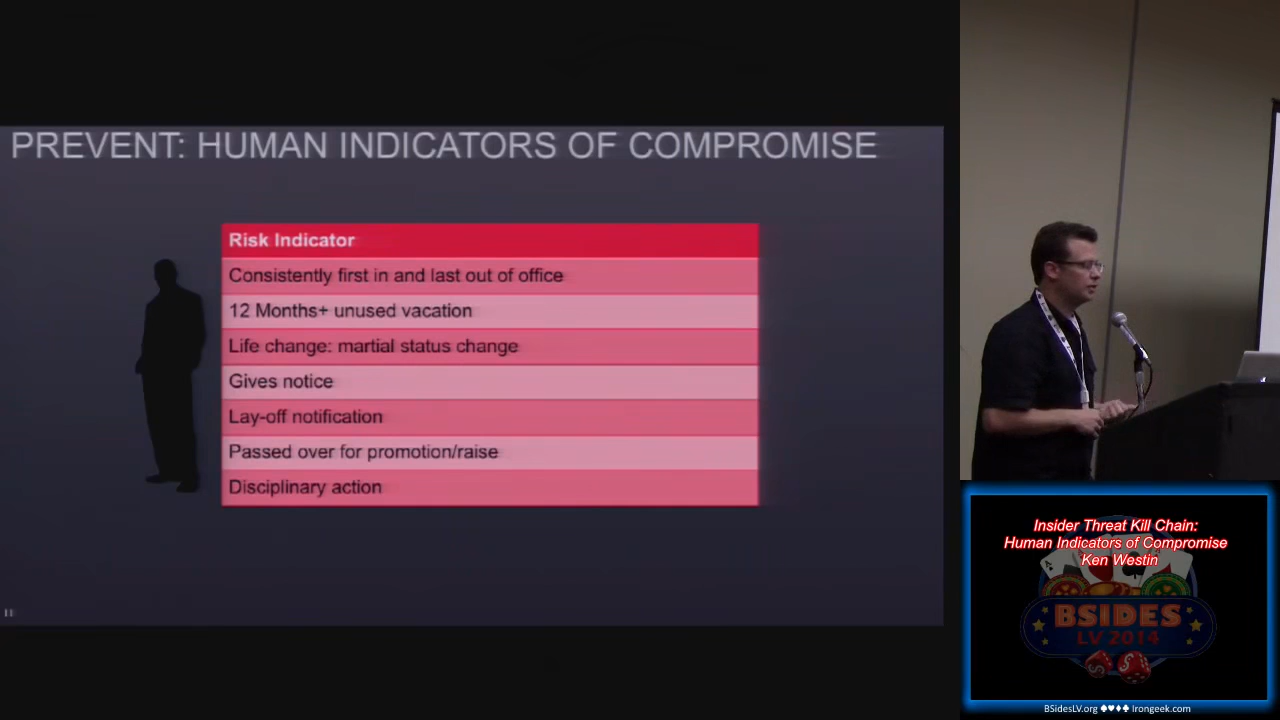 PREVENT: HUMAN INDICATORS OF COMPROMISE
Risk Indicator
Consistently first in and last out of office
12 Months+ unused vacation
Life change: martial status change
Gives notice
Lay-off notification
Passed over for promotion/raise
Disciplinary action
11
Insider Threat Kill Chain:
Human Indicators of Compromise
Ken Westin
BSIDES
LV 2014
BSidesLV.org ♠♥♦♣ Irongeek.com